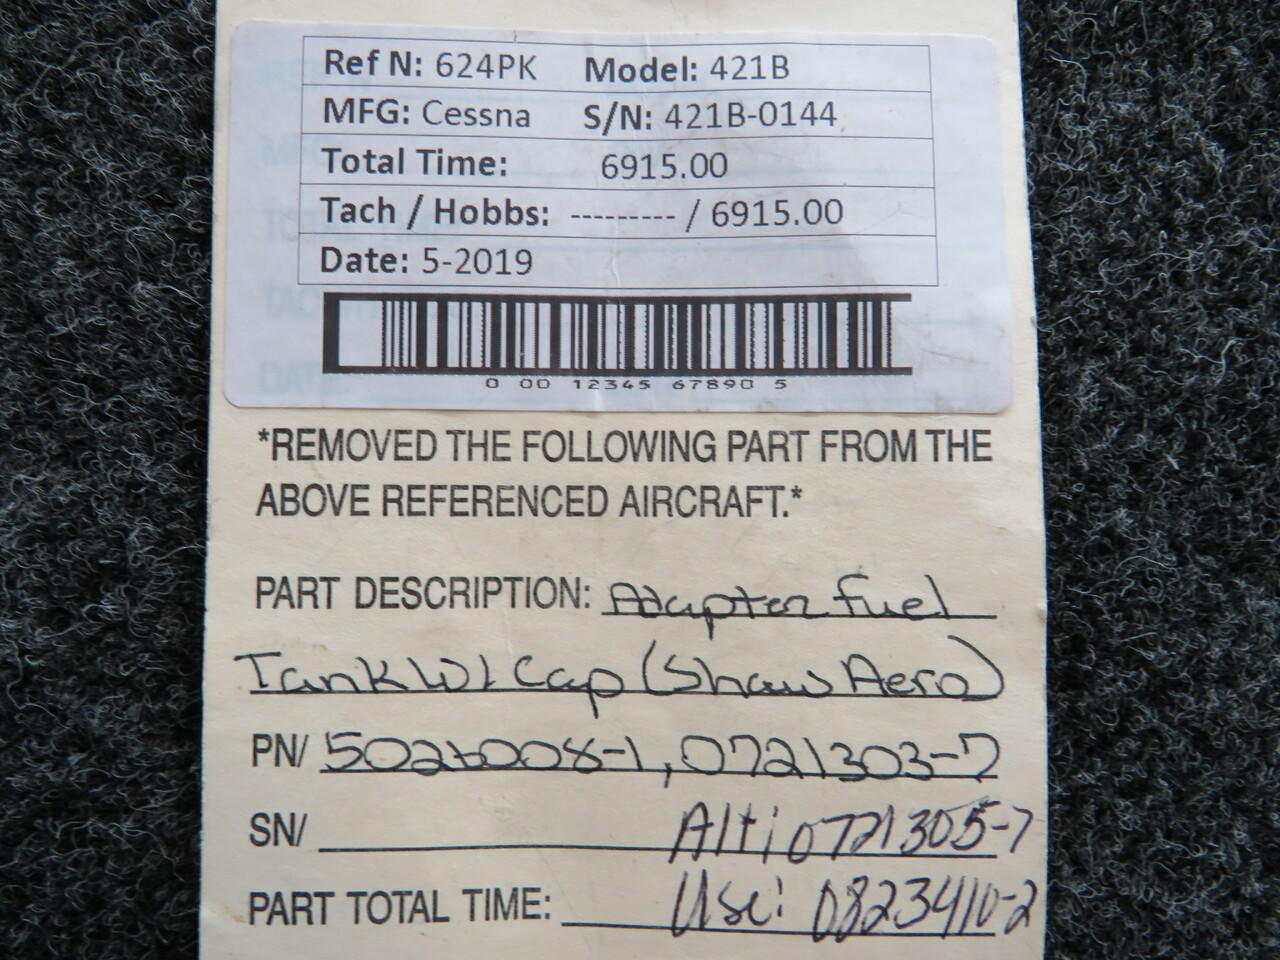 Ref N: 624PK Model: 421B
MFG: Cessna S/N: 421B-0144
Total Time: 6915.00
Tach / Hobbs: --------- / 6915.00
Date: 5-2019
0 00 12345 67890 5
*REMOVED THE FOLLOWING PART FROM THE
ABOVE REFERENCED AIRCRAFT.*
PART DESCRIPTION: Adapter Fuel
Tank W/ Cap (Shaw Aero)
PN/ 5026008-1, 0721303-7
SN/ Alt: 0721305-7
PART TOTAL TIME: Use: 0823410-2